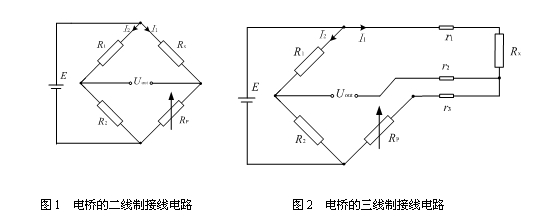 I2 I1
R1 Rx
E Uout
R2 RP
I2 I1 r1
R1 Rx
r2
E Uout
r3
R2 RP
图1 电桥的二线制接线电路 图2 电桥的三线制接线电路